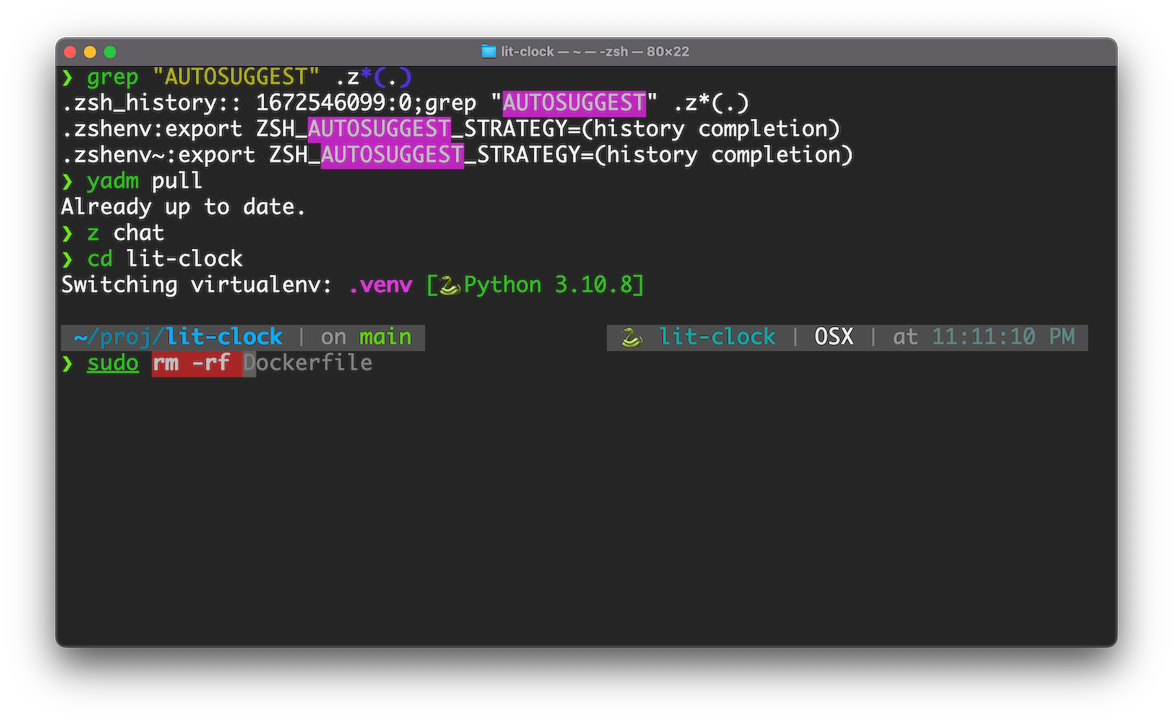 lit-clock — ~ — -zsh — 80×22
❯ grep "AUTOSUGGEST" .z*(.)
.zsh_history:: 1672546099:0;grep "AUTOSUGGEST" .z*(.)
.zshenv:export ZSH_AUTOSUGGEST_STRATEGY=(history completion)
.zshenv~:export ZSH_AUTOSUGGEST_STRATEGY=(history completion)
❯ yadm pull
Already up to date.
❯ z chat
❯ cd lit-clock
Switching virtualenv: .venv [🐍Python 3.10.8]
~/proj/lit-clock | on main 🐍 lit-clock | OSX | at 11:11:10 PM
❯ sudo rm -rf Dockerfile